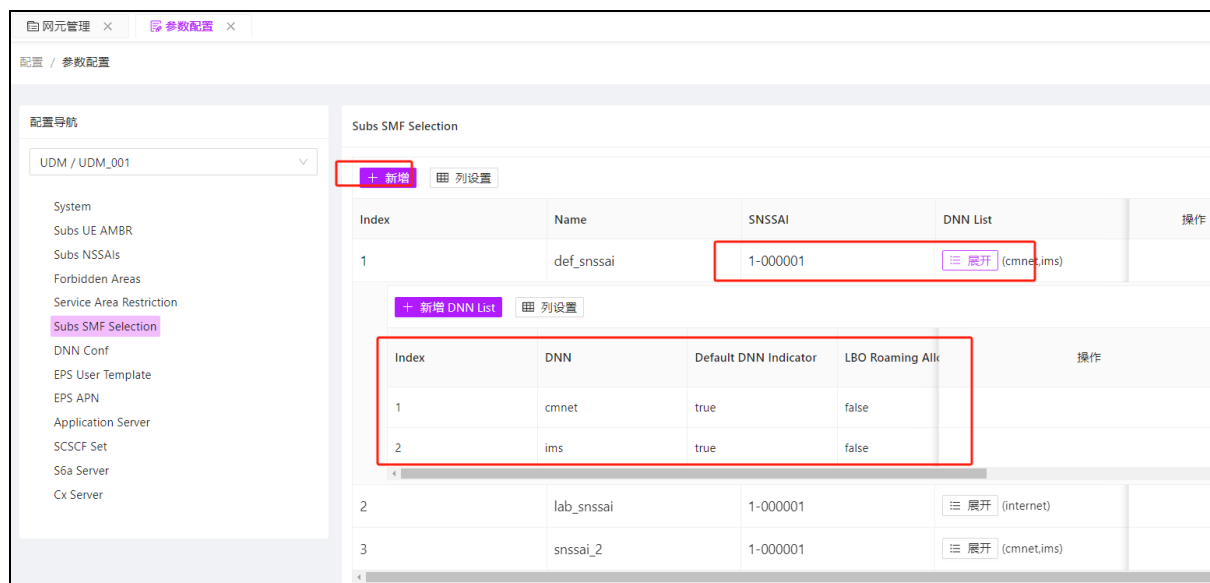 网元管理 参数配置
配置 / 参数配置
配置导航
UDM / UDM_001
System
Subs UE AMBR
Subs NSSAIs
Forbidden Areas
Service Area Restriction
Subs SMF Selection
DNN Conf
EPS User Template
EPS APN
Application Server
SCSCF Set
S6a Server
Cx Server
Subs SMF Selection
+ 新增 列设置
Index Name SNSSAI DNN List 操作
1 def_snssai 1-000001 展开 (cmnet,ims)
+ 新增 DNN List 列设置
Index DNN Default DNN Indicator LBO Roaming Allo 操作
1 cmnet true false
2 ims true false
2 lab_snssai 1-000001 展开 (internet)
3 snssai_2 1-000001 展开 (cmnet,ims)